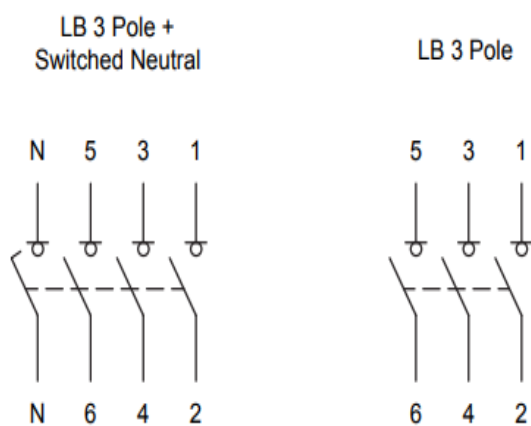 LB 3 Pole +
Switched Neutral
N 5 3 1
N 6 4 2
LB 3 Pole
5 3 1
6 4 2